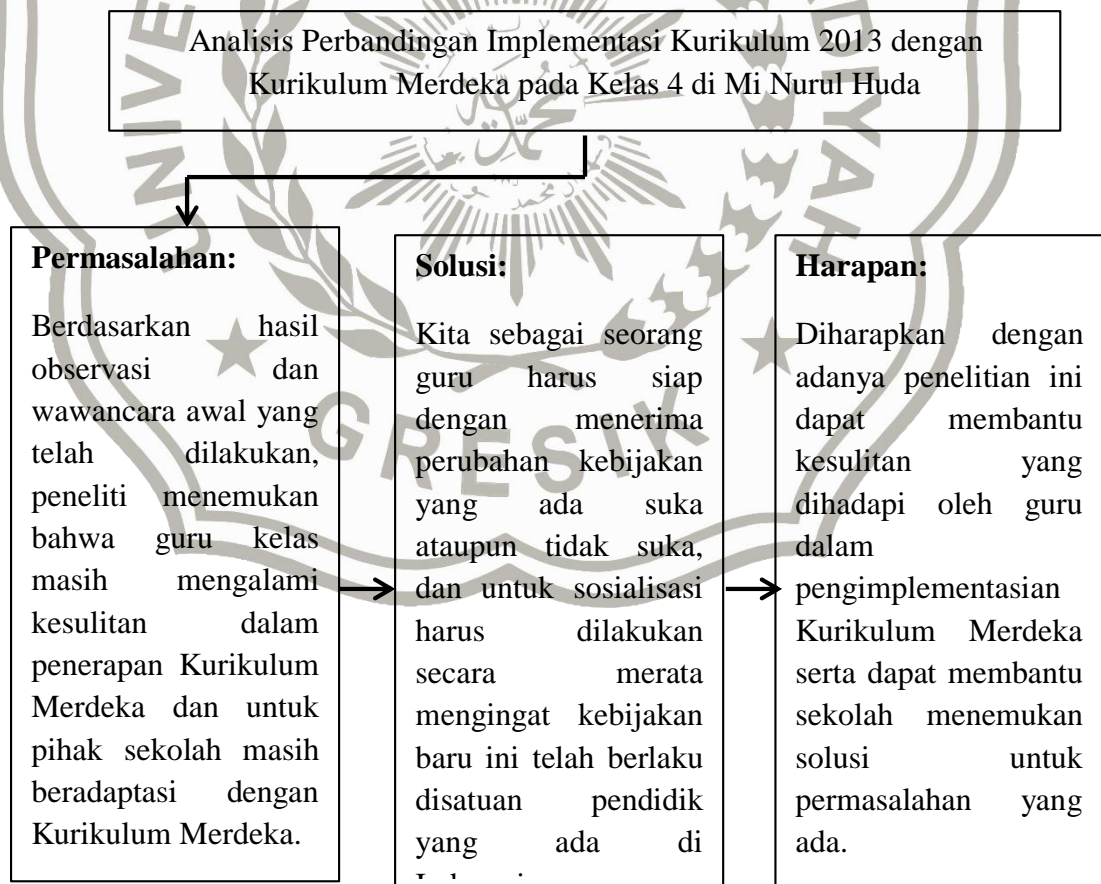 Analisis Perbandingan Implementasi Kurikulum 2013 dengan
Kurikulum Merdeka pada Kelas 4 di Mi Nurul Huda
Permasalahan:
Berdasarkan hasil
observasi dan
wawancara awal yang
telah dilakukan,
peneliti menemukan
bahwa guru kelas
masih mengalami
kesulitan dalam
penerapan Kurikulum
Merdeka dan untuk
pihak sekolah masih
beradaptasi dengan
Kurikulum Merdeka.
Solusi:
Kita sebagai seorang
guru harus siap
dengan menerima
perubahan kebijakan
yang ada suka
ataupun tidak suka,
dan untuk sosialisasi
harus dilakukan
secara merata
mengingat kebijakan
baru ini telah berlaku
disatuan pendidik
yang ada di
Harapan:
Diharapkan dengan
adanya penelitian ini
dapat membantu
kesulitan yang
dihadapi oleh guru
dalam
pengimplementasian
Kurikulum Merdeka
serta dapat membantu
sekolah menemukan
solusi untuk
permasalahan yang
ada.
GRESIK